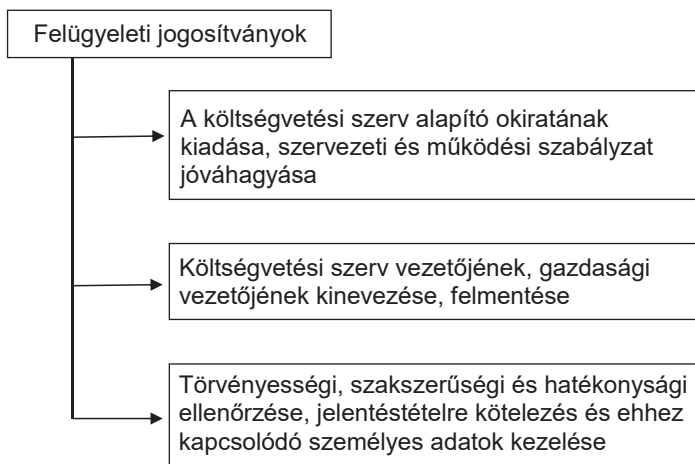 Felügyeleti jogosítványok
A költségvetési szerv alapító okiratának
kiadása, szervezeti és működési szabályzat
jóváhagyása
Költségvetési szerv vezetőjének, gazdasági
vezetőjének kinevezése, felmentése
Törvényességi, szakszerűségi és hatékonysági
ellenőrzése, jelentéstételre kötelezés és ehhez
kapcsolódó személyes adatok kezelése